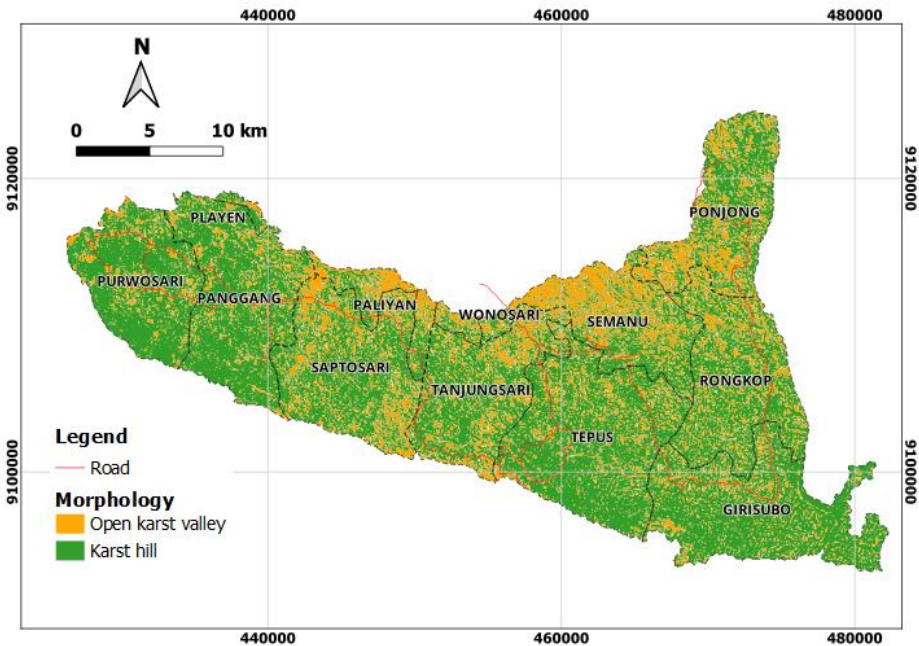 440000
460000
480000
N
0 5 10 km
9120000
9120000
PONJONG
PLAYEN
PURWOSARI
PANGGANG
PALIYAN
WONOSARI
SEMANU
SAPTOSARI
TANJUNGSARI
RONGKOP
TEPUS
GIRISUBO
Legend
Road
Morphology
Open karst valley
Karst hill
9100000
9100000
440000
460000
480000